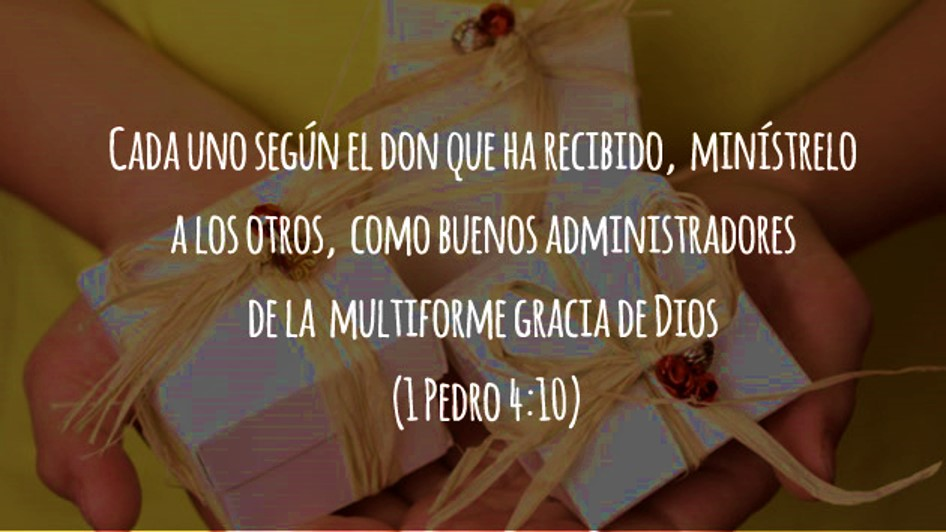 Cada uno según el don que ha recibido, minístrelo
a los otros, como buenos administradores
de la multiforme gracia de Dios
(1 Pedro 4:10)